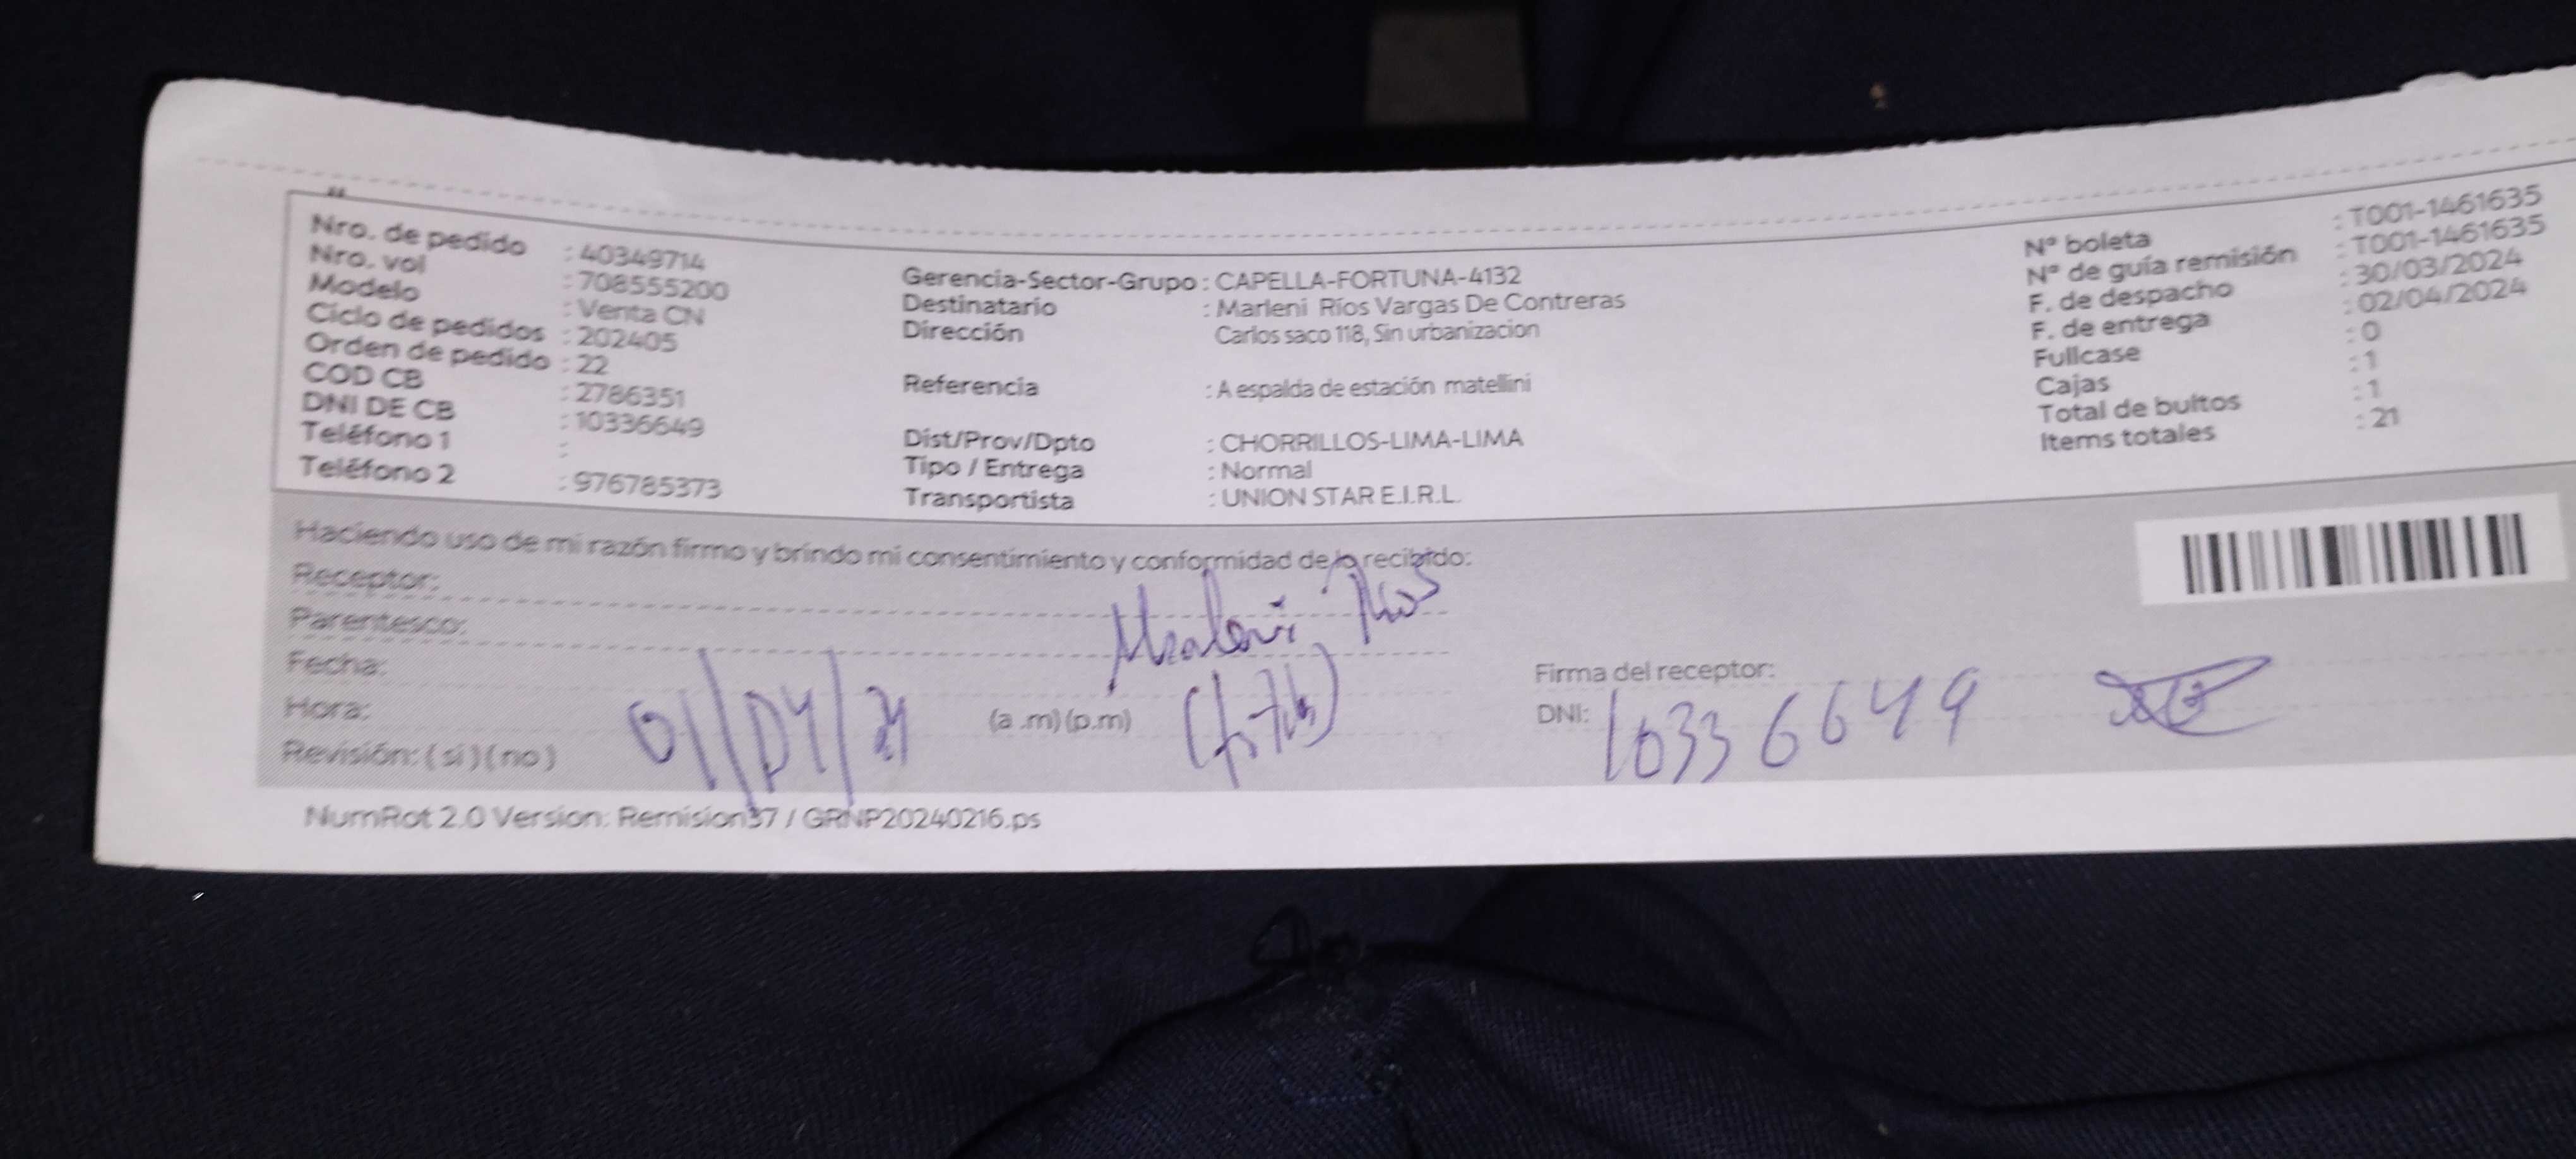 Nro. de pedido : 40349714
Nro. vol : 708555200
Modelo : Venta CN
Ciclo de pedidos : 202405
Orden de pedido : 22
COD CB : 2786351
DNI DE CB : 10336649
Teléfono 1 :
Teléfono 2 : 976785373
Gerencia-Sector-Grupo : CAPELLA-FORTUNA-4132
Destinatario : Marleni Ríos Vargas De Contreras
Dirección Carlos saco 118, Sin urbanizacion
Referencia : A espalda de estación matellini
Dist/Prov/Dpto : CHORRILLOS-LIMA-LIMA
Tipo / Entrega : Normal
Transportista : UNION STAR E.I.R.L.
N° boleta : T001-1461635
N° de guía remisión : T001-1461635
F. de despacho : 30/03/2024
F. de entrega : 02/04/2024
Fullcase : 0
Cajas : 1
Total de bultos : 1
Items totales : 21
Haciendo uso de mi razón firmo y brindo mi consentimiento y conformidad de lo recibido:
Receptor:
Parentesco:
Fecha:
Hora: (a .m) (p.m)
Revisión: ( si ) ( no )
01/04/24
Firma del receptor:
DNI: 10336649
NumRot 2.0 Version: Remision37 / GRNP20240216.ps